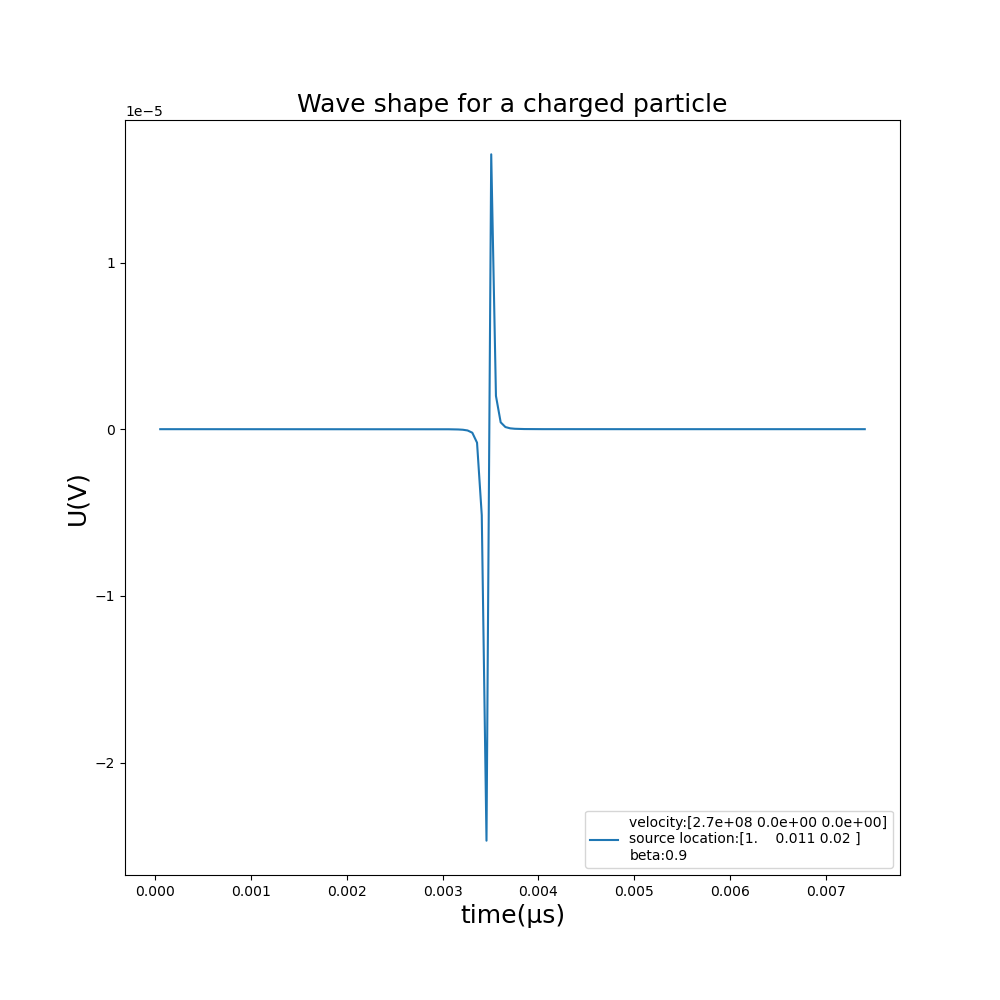 Wave shape for a charged particle
1e−5
1
0
−1
−2
U(V)
velocity:[2.7e+08 0.0e+00 0.0e+00]
source location:[1.    0.011 0.02 ]
beta:0.9
0.000 0.001 0.002 0.003 0.004 0.005 0.006 0.007
time(μs)